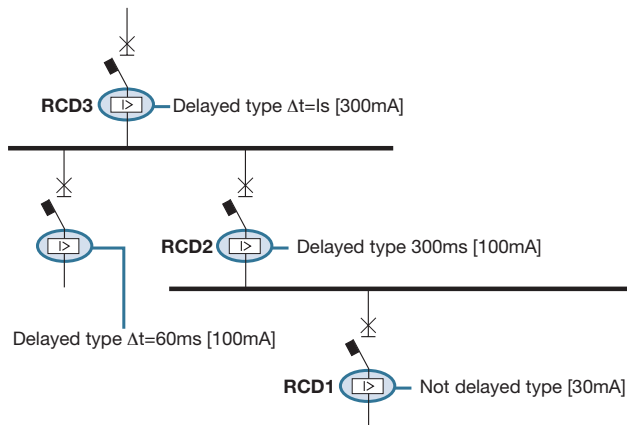 RCD3 Delayed type Δt=Is [300mA]
I>
I>
RCD2
I>
Delayed type 300ms [100mA]
Delayed type Δt=60ms [100mA]
RCD1
I>
Not delayed type [30mA]